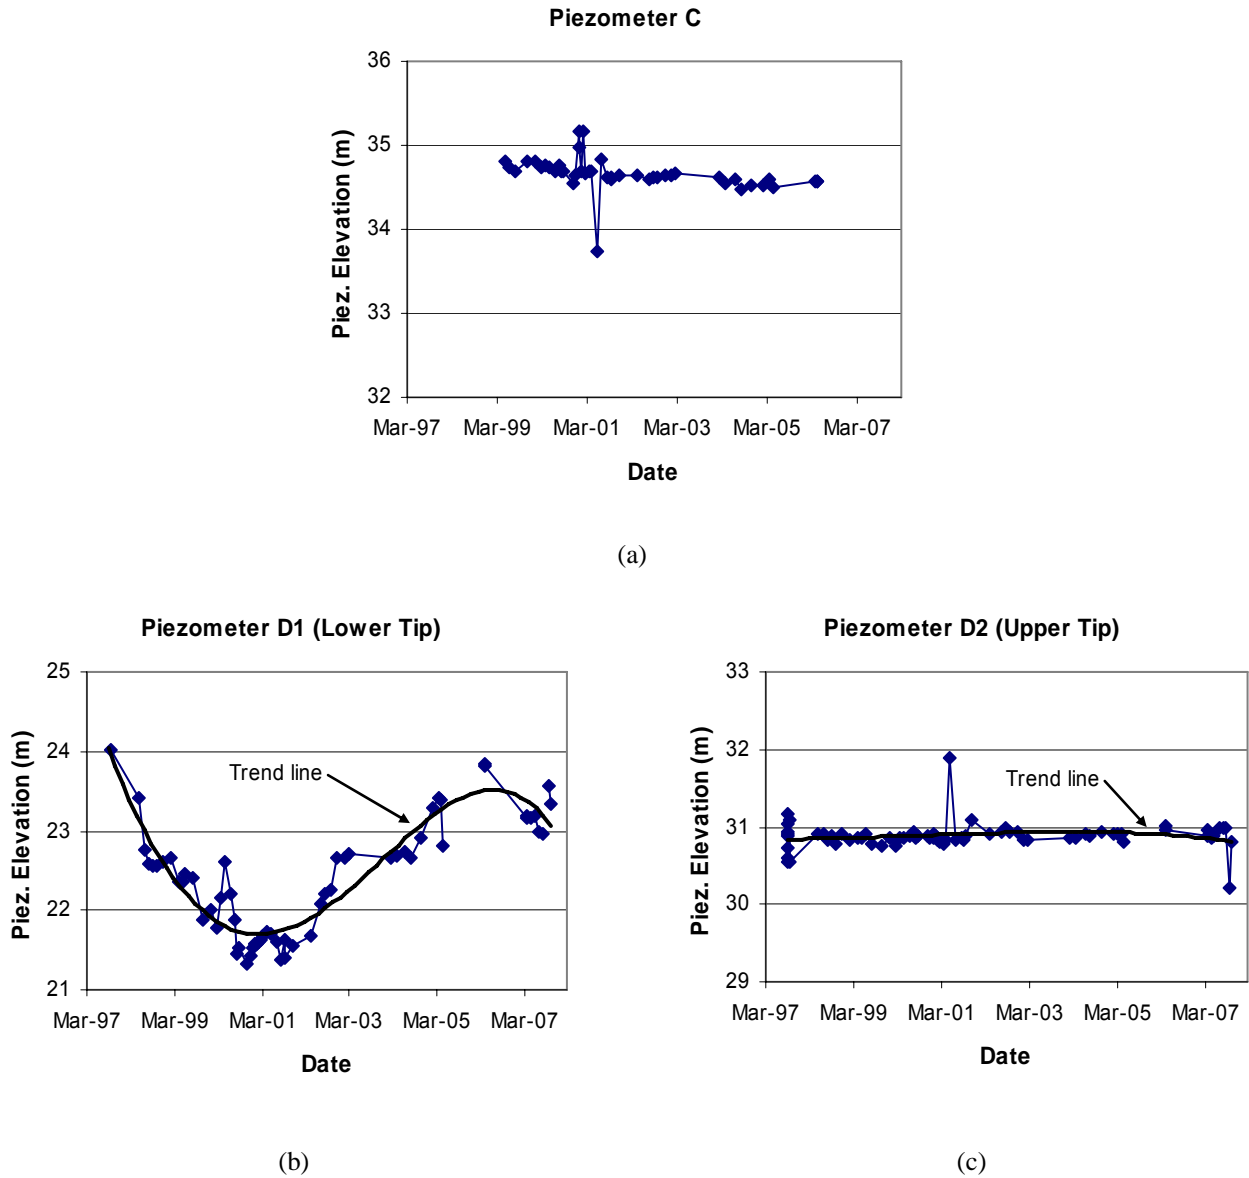 Piezometer C
36
35
34
33
32
Piez. Elevation (m)
Mar-97 Mar-99 Mar-01 Mar-03 Mar-05 Mar-07
Date
(a)
Piezometer D1 (Lower Tip)
25
24
23
22
21
Piez. Elevation (m)
Trend line
Mar-97 Mar-99 Mar-01 Mar-03 Mar-05 Mar-07
Date
(b)
Piezometer D2 (Upper Tip)
33
32
31
30
29
Piez. Elevation (m)
Trend line
Mar-97 Mar-99 Mar-01 Mar-03 Mar-05 Mar-07
Date
(c)